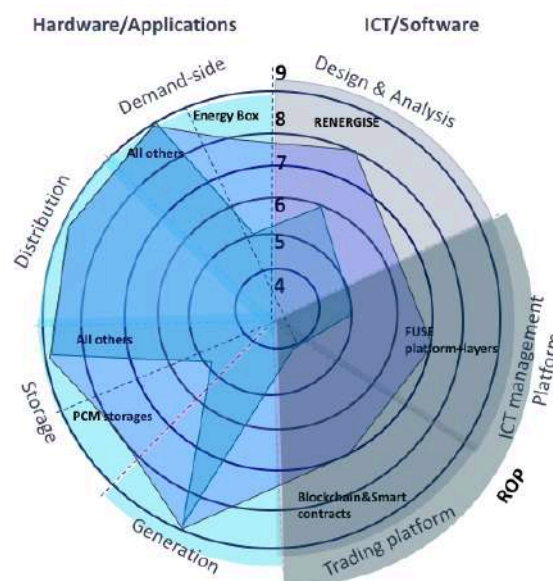 Hardware/Applications
ICT/Software
Demand-side
Design & Analysis
9
8
7
6
5
4
Energy Box
RENERGISE
All others
Distribution
All others
FUSE
platform+layers
ICT management
Platform
Storage
PCM storages
ROP
Blockchain&Smart
contracts
Generation
Trading platform